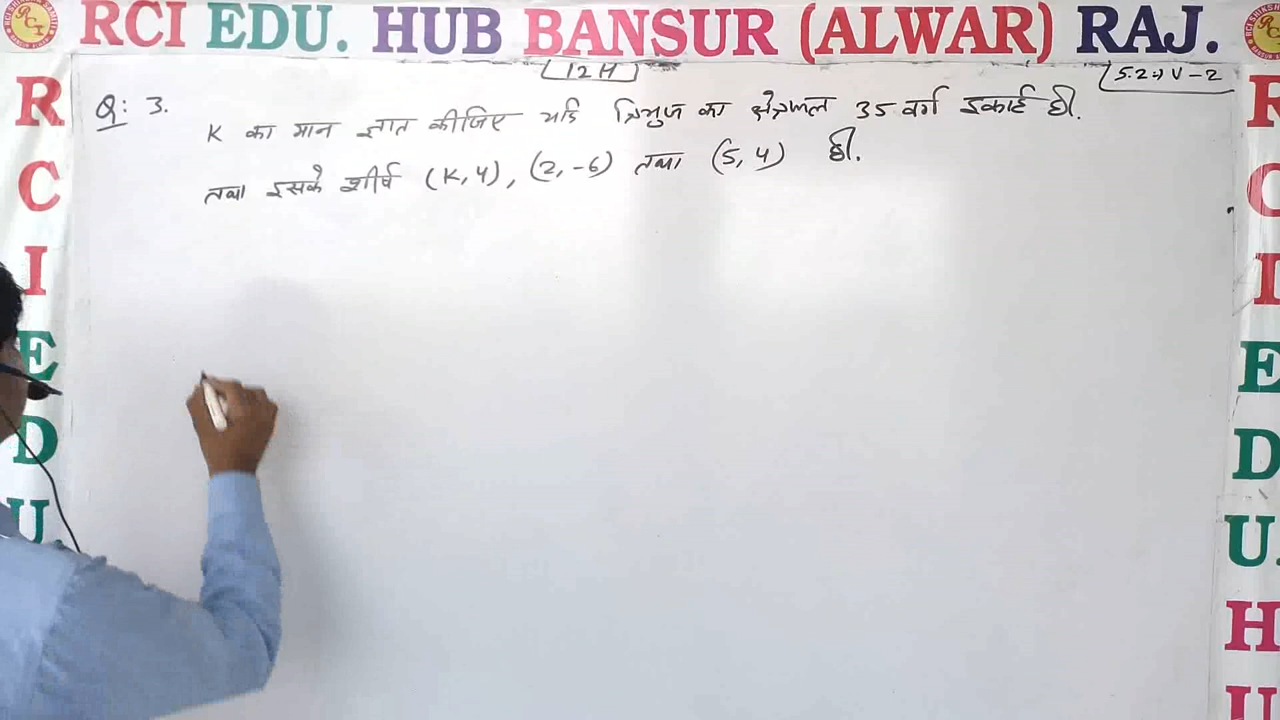 RCI EDU. HUB BANSUR (ALWAR) RAJ.
12 H
5.2 => V-2
Q: 3.
K का मान ज्ञात कीजिए यदि त्रिभुज का क्षेत्रफल 35 वर्ग इकाई हो.
तथा इसके शीर्ष (K, 4), (2, -6) तथा (5, 4) हो.
R
C
I
E
D
U
R
C
I
E
D
U.
H
U